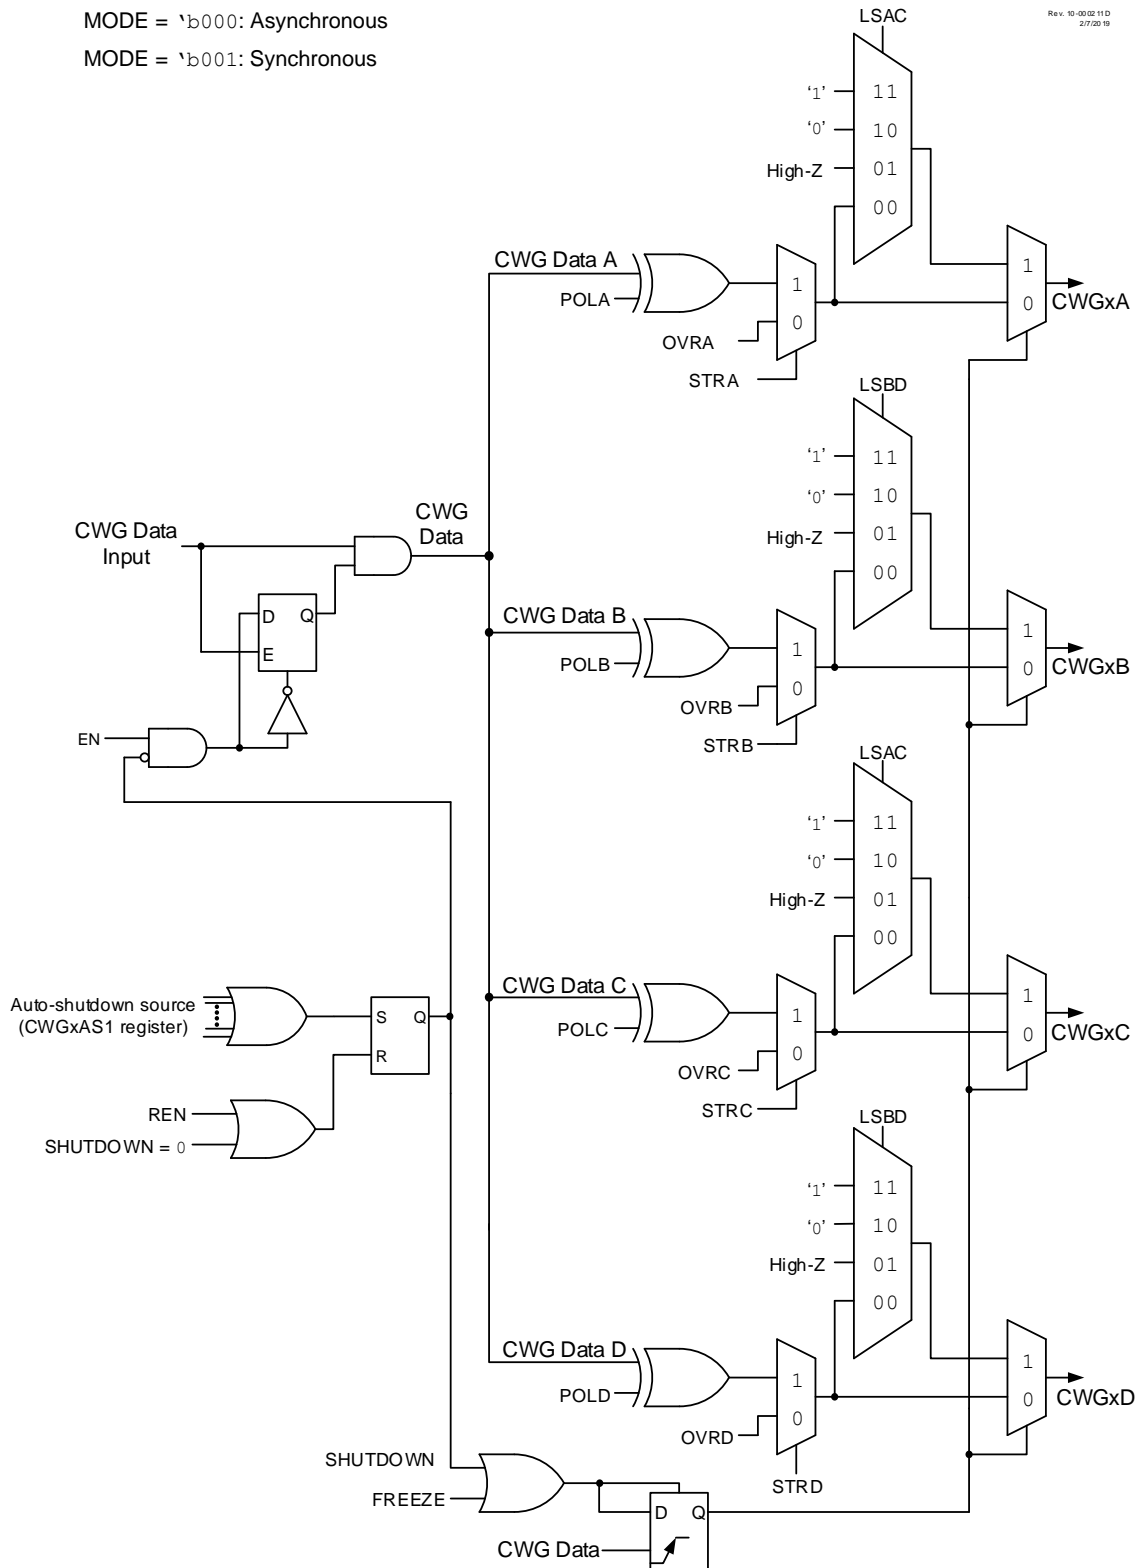 MODE = ‘b000: Asynchronous
MODE = ‘b001: Synchronous
Rev. 10-000211D
2/7/2019
LSAC
‘1’
11
‘0’
10
High-Z
01
00
CWG Data A
POLA
1
0
OVRA
STRA
1
0
CWGxA
LSBD
‘1’
11
‘0’
10
High-Z
01
00
CWG Data
Input
CWG
Data
D
Q
E
EN
CWG Data B
POLB
1
0
OVRB
STRB
1
0
CWGxB
LSAC
‘1’
11
‘0’
10
High-Z
01
00
Auto-shutdown source
(CWGxAS1 register)
S
Q
R
REN
SHUTDOWN = 0
CWG Data C
POLC
1
0
OVRC
STRC
1
0
CWGxC
LSBD
‘1’
11
‘0’
10
High-Z
01
00
CWG Data D
POLD
1
0
OVRD
STRD
1
0
CWGxD
SHUTDOWN
FREEZE
D
Q
CWG Data